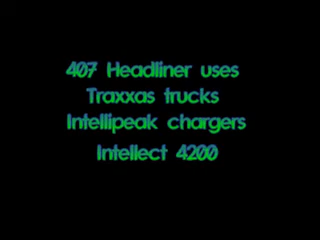 407 Headliner uses
Traxxas trucks
Intellipeak chargers
Intellect 4200